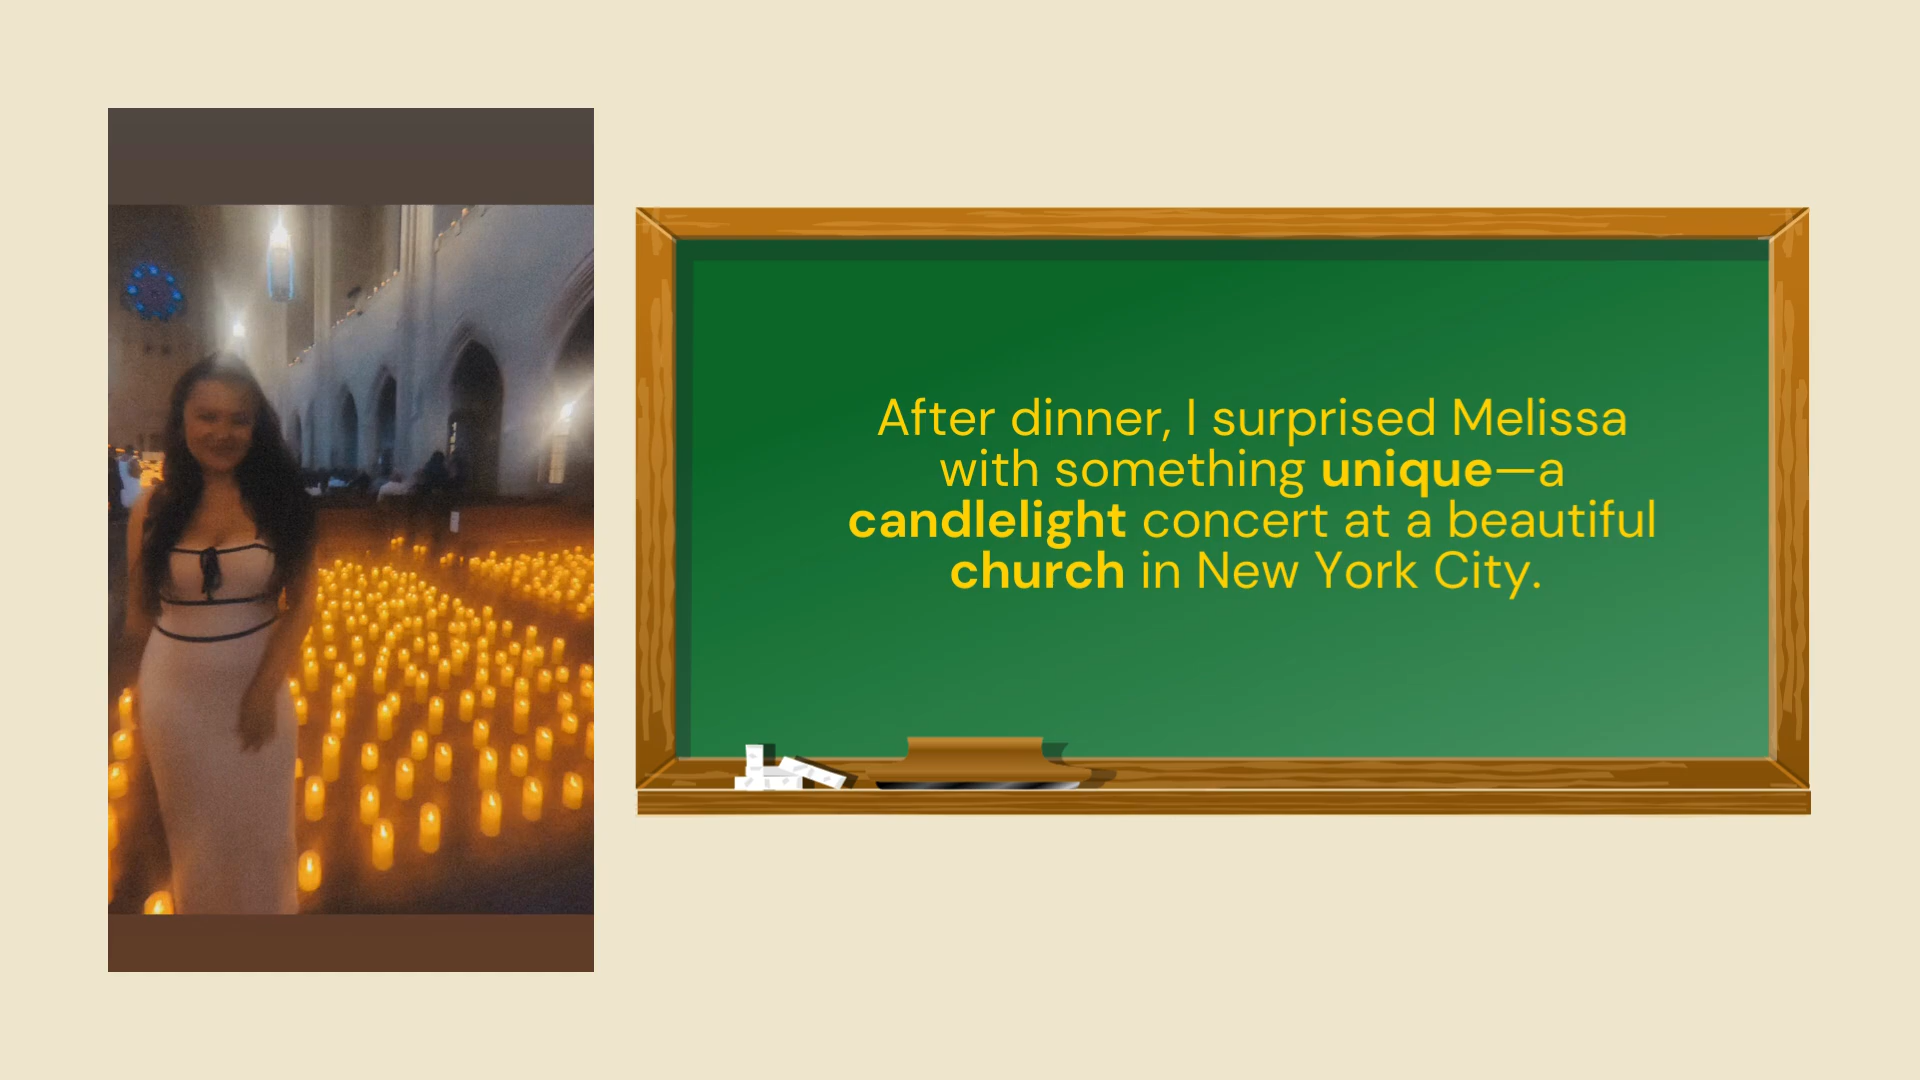 After dinner, I surprised Melissa
with something unique—a
candlelight concert at a beautiful
church in New York City.